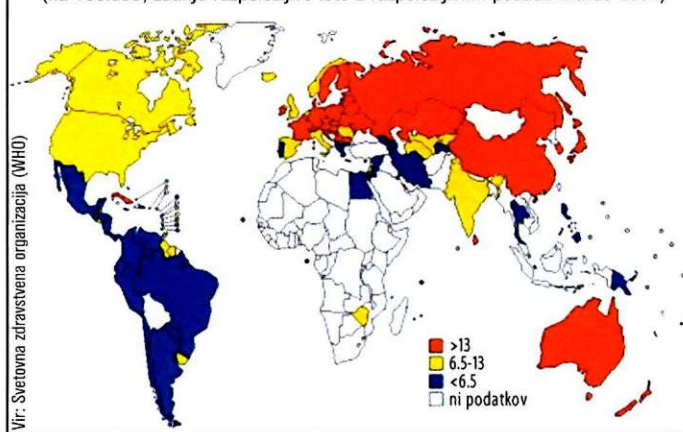 Vir: Svetovna zdravstvena organizacija (WHO)
>13
6.5-13
<6.5
ni podatkov